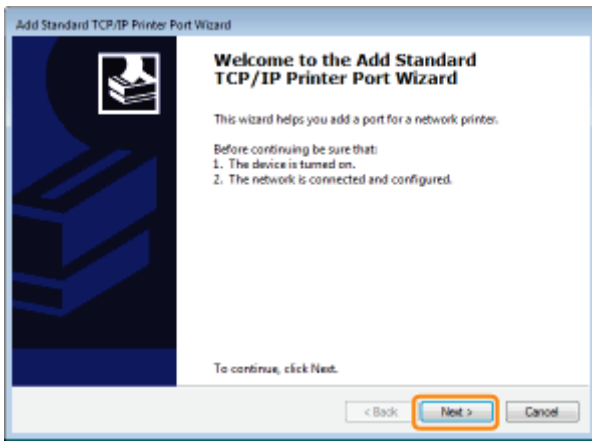 Add Standard TCP/IP Printer Port Wizard
Welcome to the Add Standard
TCP/IP Printer Port Wizard
This wizard helps you add a port for a network printer.
Before continuing be sure that:
1. The device is turned on.
2. The network is connected and configured.
To continue, click Next.
< Back Next > Cancel